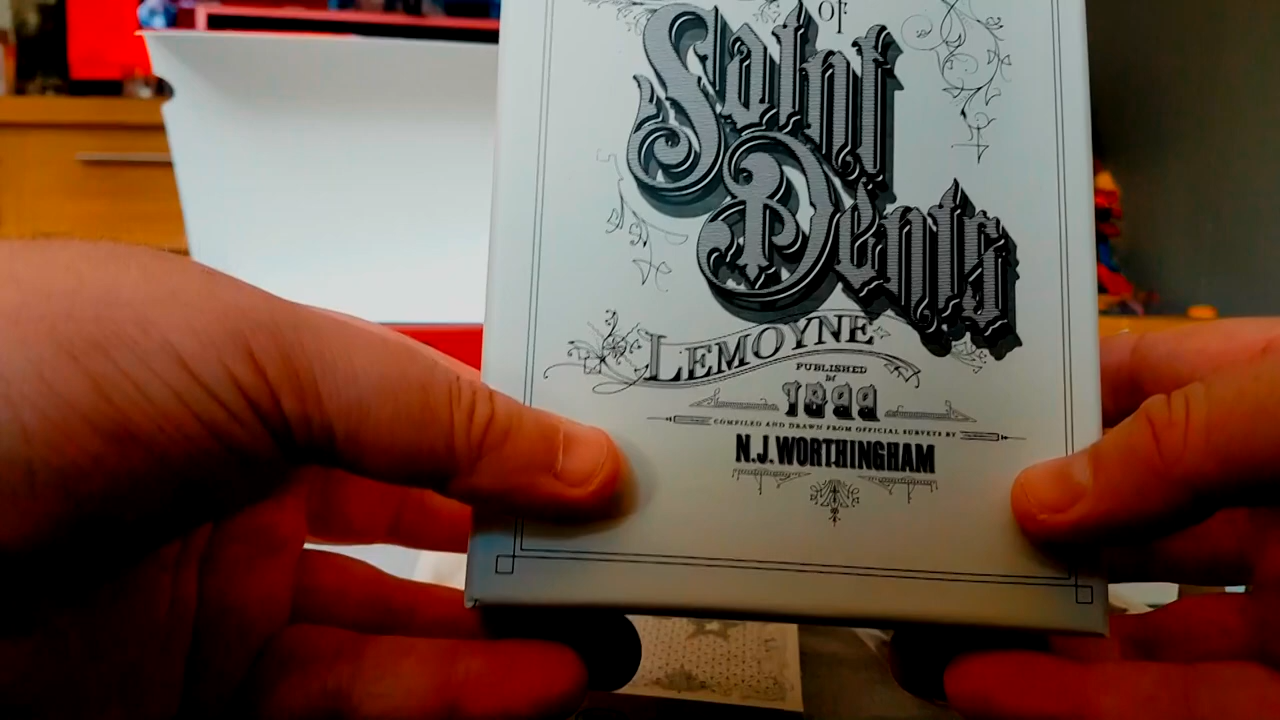 of
Saint
Denis
LEMOYNE
PUBLISHED
in
1899
COMPILED AND DRAWN FROM OFFICIAL SURVEYS BY
N.J. WORTHINGHAM